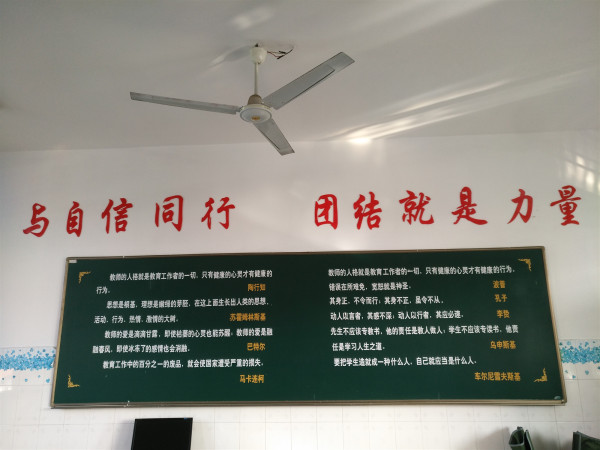 与自信同行 团结就是力量
教师的人格就是教育工作者的一切，只有健康的心灵才有健康的
行为。
陶行知
思想是根基，理想是嫩绿的芽胚，在这上面生长出人类的思想、
活动、行为、热情、激情的大树。
苏霍姆林斯基
教师的爱是滴滴甘露，即使枯萎的心灵也能苏醒；教师的爱是融
融春风，即使冰冻了的感情也会消融。
巴特尔
教育工作中的百分之一的废品，就会使国家遭受严重的损失。
马卡连柯
教师的人格就是教育工作者的一切，只有健康的心灵才有健康的
行为。
错误在所难免，宽恕就是神圣。
波普
其身正，不令而行；其身不正，虽令不从。
孔子
动人以言者，其感不深；动人以行者，其应必速。
李贽
先生不应该专教书，他的责任是教人做人；学生不应该专读书，他责
任是学习人生之道。
乌申斯基
要把学生造就成一种什么人，自己就应当是什么人。
车尔尼雪夫斯基